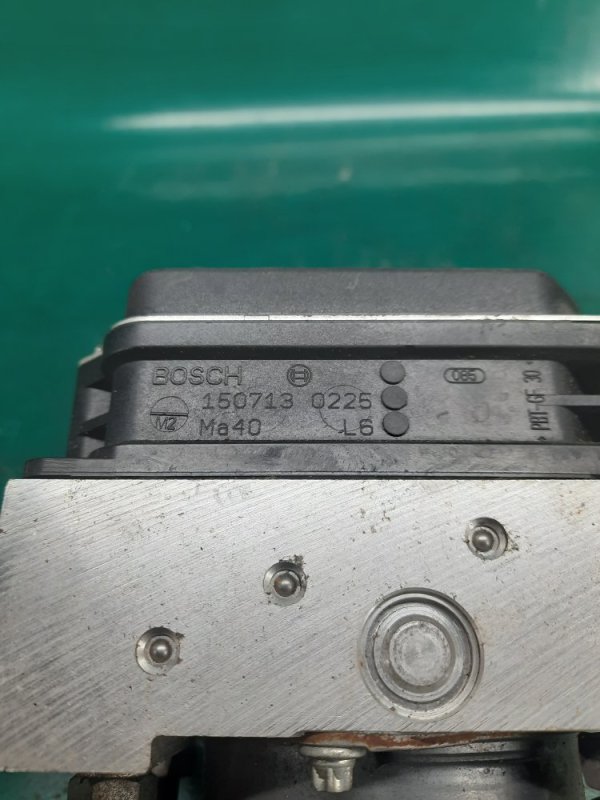 BOSCH
085
M2
150713 0225
Ma40 L6
PBT-GF 30